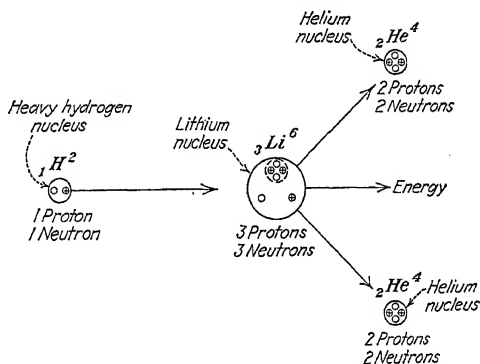 Helium
nucleus
₂He⁴
2 Protons
2 Neutrons
Heavy hydrogen
nucleus
₁H²
1 Proton
1 Neutron
Lithium
nucleus
₃Li⁶
3 Protons
3 Neutrons
Energy
₂He⁴
Helium
nucleus
2 Protons
2 Neutrons